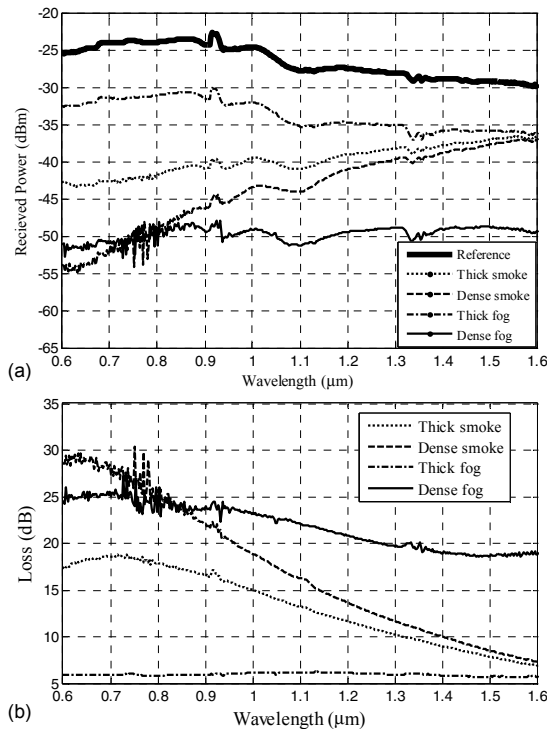 -20
-25
-30
-35
-40
-45
-50
-55
-60
-65
Recieved Power (dBm)
Reference
Thick smoke
Dense smoke
Thick fog
Dense fog
0.6 0.7 0.8 0.9 1 1.1 1.2 1.3 1.4 1.5 1.6
(a)
Wavelength (μm)
35
30
25
20
15
10
5
Loss (dB)
Thick smoke
Dense smoke
Thick fog
Dense fog
0.6 0.7 0.8 0.9 1 1.1 1.2 1.3 1.4 1.5 1.6
(b)
Wavelength (μm)